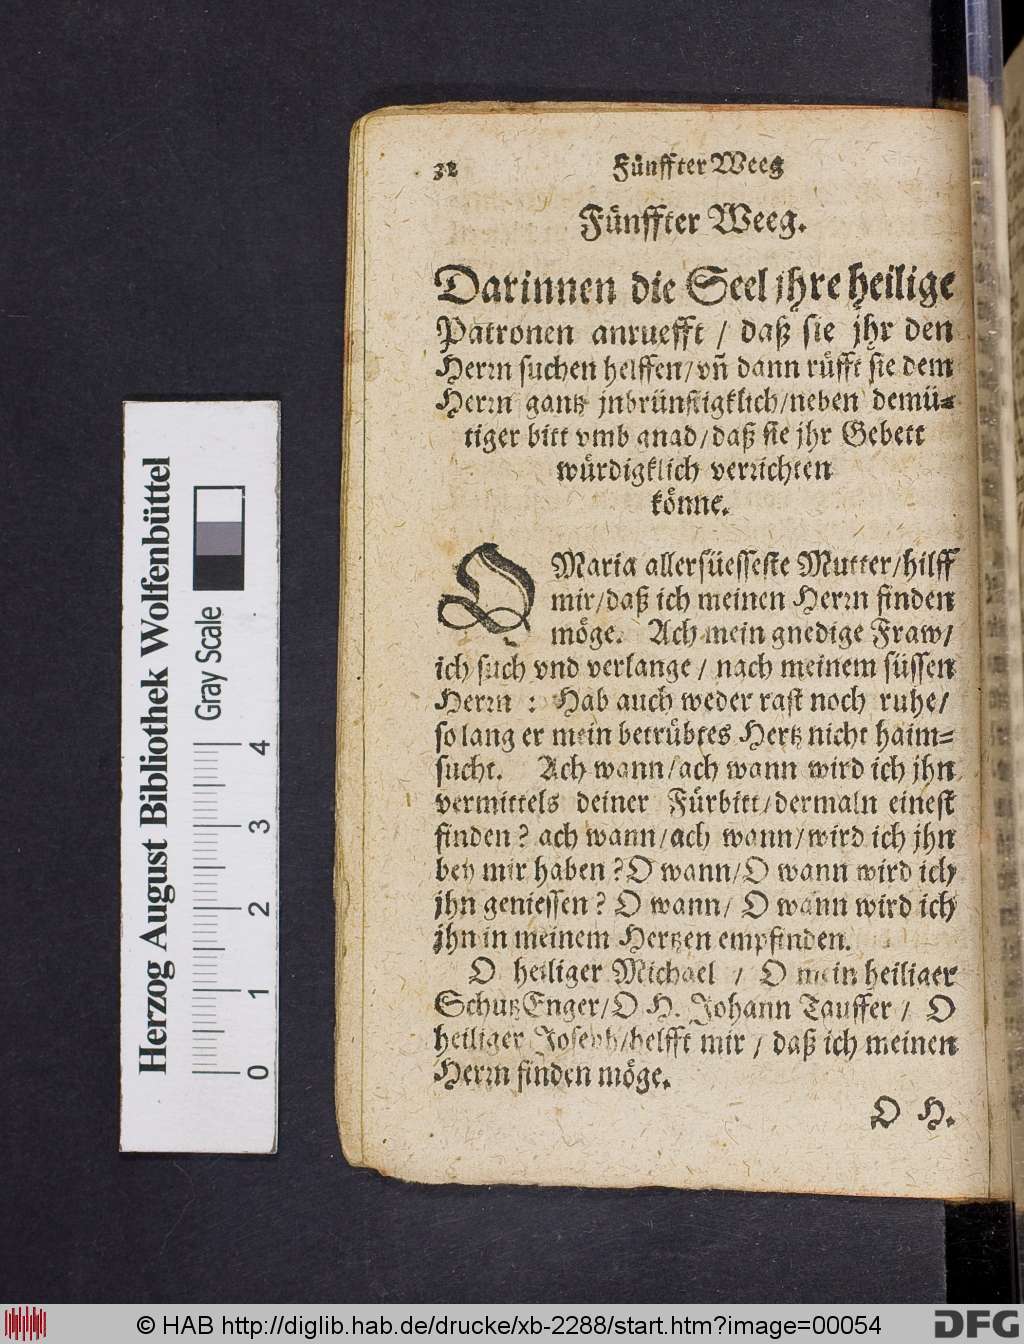 32 Fünffter Weeg
Fünffter Weeg.
Darinnen die Seel jhre heilige
Patronen anruefft / daß sie jhr den
Herrn suchen helffen/vñ dann rüfft sie dem
Herrn gantz jnbrünstigklich/neben demü=
tiger bitt vmb gnad/daß sie jhr Gebett
würdigklich verrichten
könne.
O Maria allersüesseste Mutter/hilff
mir/daß ich meinen Herrn finden
möge. Ach mein gnedige Fraw/
ich such vnd verlange / nach meinem süssen
Herrn : Hab auch weder rast noch ruhe/
so lang er mein betrübtes Hertz nicht haim=
sucht. Ach wann/ach wann wird ich jhn
vermittels deiner Fürbitt/dermaln einest
finden ? ach wann/ach wann/wird ich jhn
bey mir haben ? O wann/O wann wird ich
jhn geniessen ? O wann/ O wann wird ich
jhn in meinem Hertzen empfinden.
O heiliger Michael / O mein heiliger
SchutzEnger/O H. Johann Tauffer / O
heiliger Joseph/helfft mir / daß ich meinen
Herrn finden möge.
O H.
Herzog August Bibliothek Wolfenbüttel
Gray Scale
0 1 2 3 4
© HAB http://diglib.hab.de/drucke/xb-2288/start.htm?image=00054
DFG